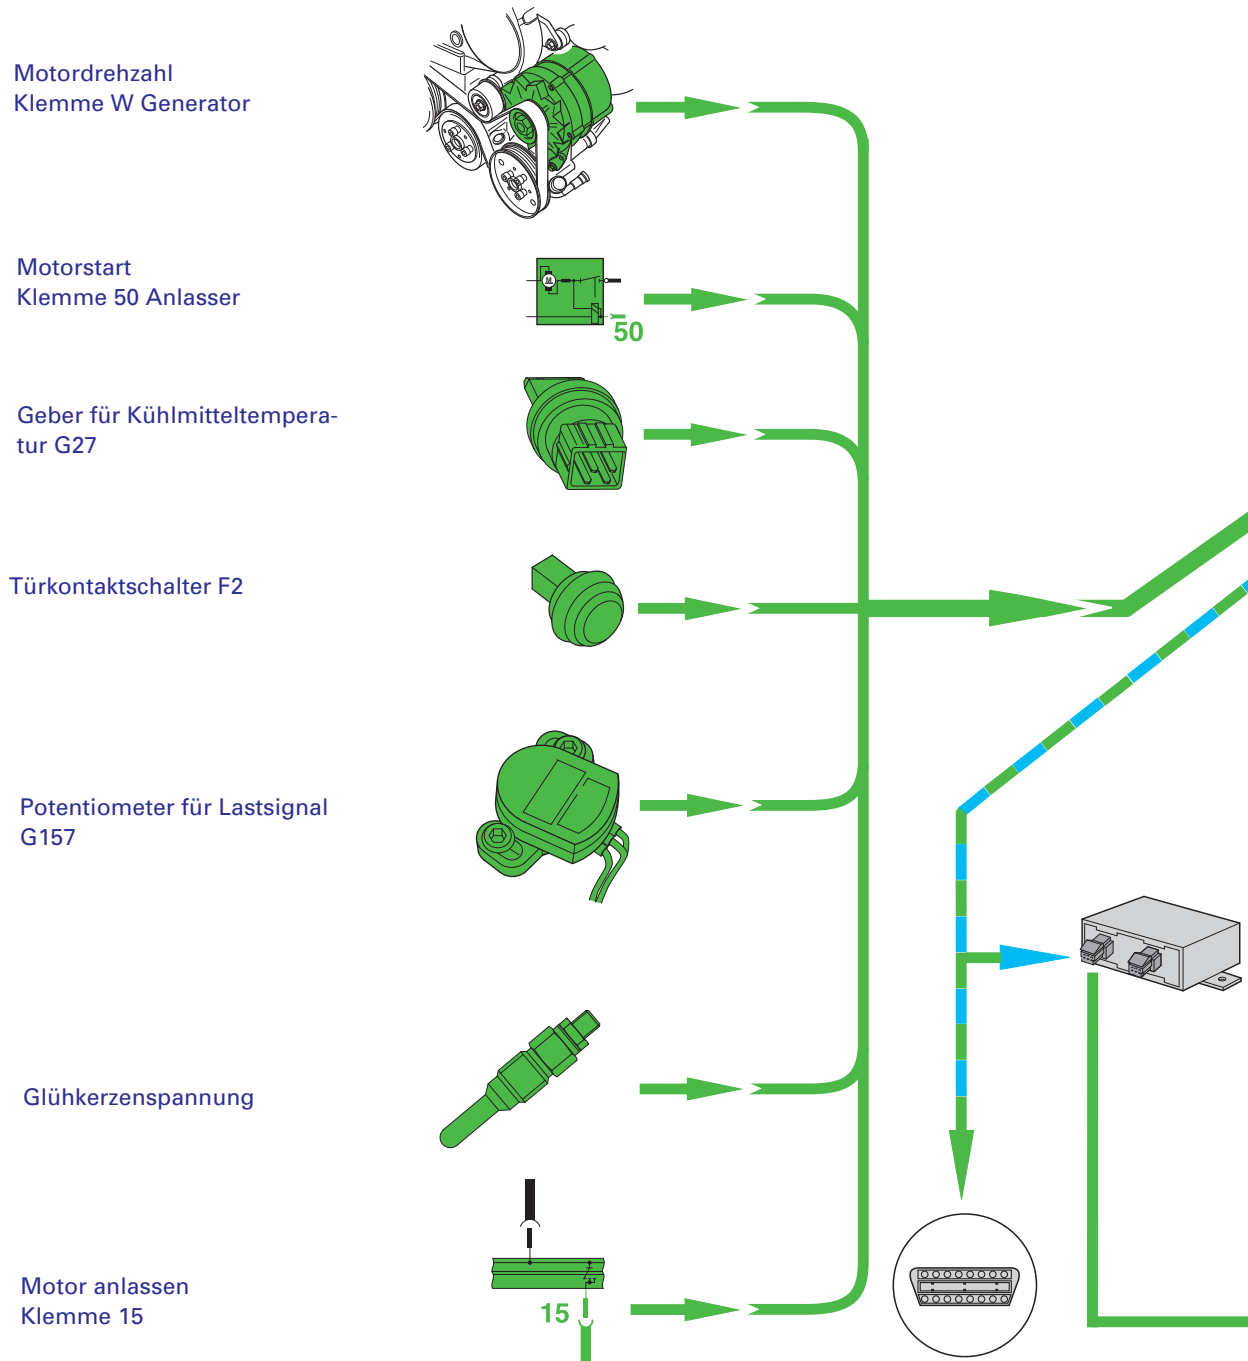 Motordrehzahl
Klemme W Generator
Motorstart
Klemme 50 Anlasser
M
50
Geber für Kühlmitteltempera-
tur G27
Türkontaktschalter F2
Potentiometer für Lastsignal
G157
Glühkerzenspannung
Motor anlassen
Klemme 15
15